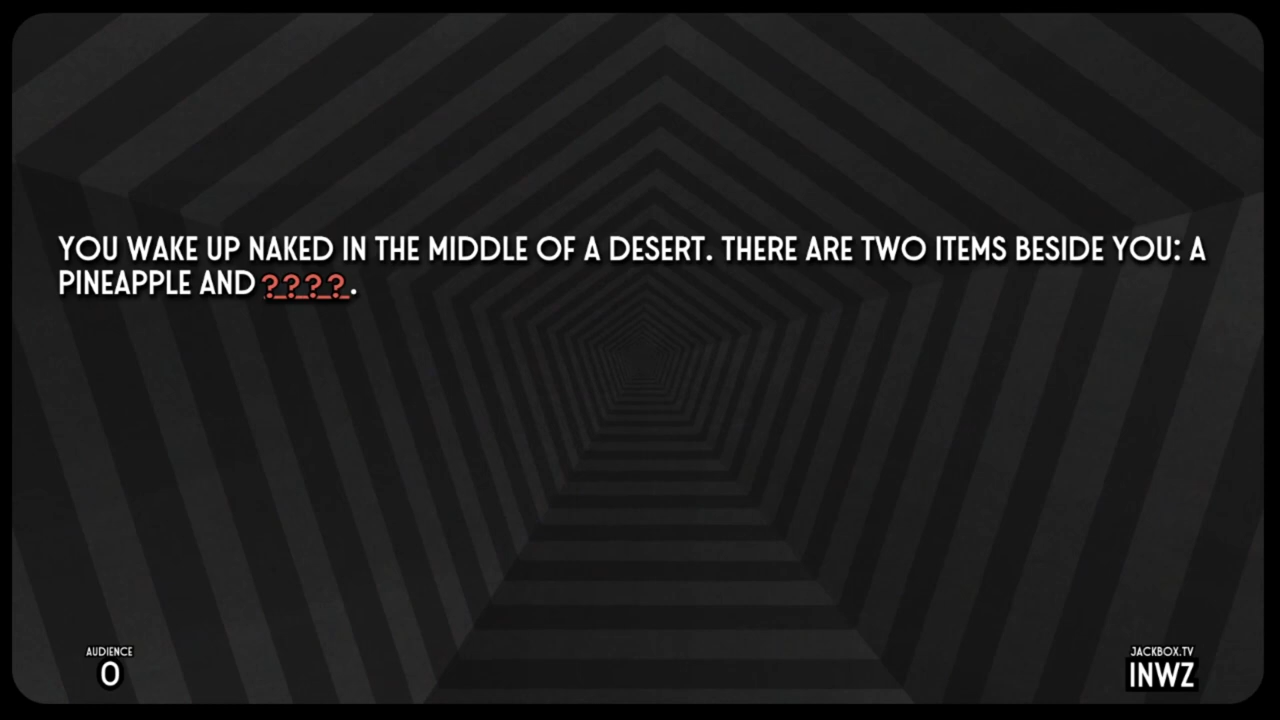 YOU WAKE UP NAKED IN THE MIDDLE OF A DESERT. THERE ARE TWO ITEMS BESIDE YOU: A
PINEAPPLE AND ????.
AUDIENCE
0
JACKBOX.TV
INWZ